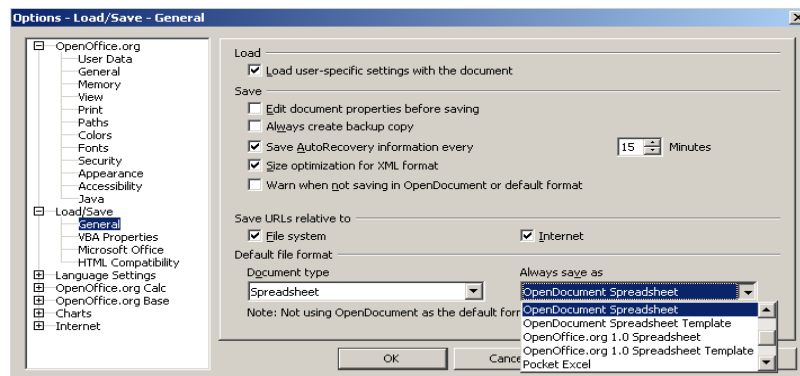 Options - Load/Save - General
OpenOffice.org
User Data
General
Memory
View
Print
Paths
Colors
Fonts
Security
Appearance
Accessibility
Java
Load/Save
General
VBA Properties
Microsoft Office
HTML Compatibility
Language Settings
OpenOffice.org Calc
OpenOffice.org Base
Charts
Internet
Load
Load user-specific settings with the document
Save
Edit document properties before saving
Always create backup copy
Save AutoRecovery information every 15 Minutes
Size optimization for XML format
Warn when not saving in OpenDocument or default format
Save URLs relative to
File system Internet
Default file format
Document type Always save as
Spreadsheet OpenDocument Spreadsheet
Note: Not using OpenDocument as the default for
OpenDocument Spreadsheet
OpenDocument Spreadsheet Template
OpenOffice.org 1.0 Spreadsheet
OpenOffice.org 1.0 Spreadsheet Template
Pocket Excel
OK Cance